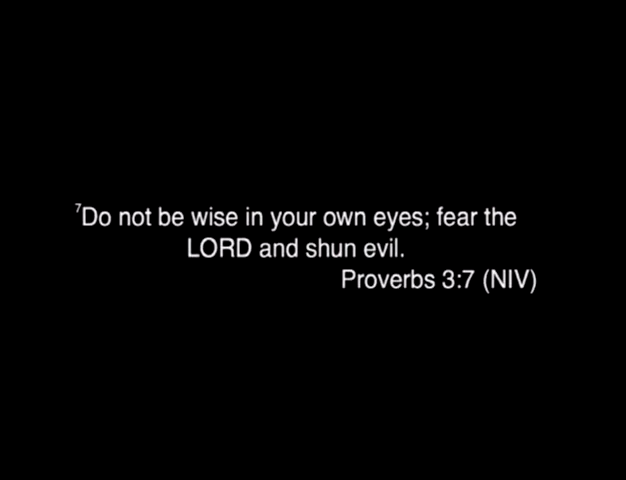 ⁷Do not be wise in your own eyes; fear the
LORD and shun evil.
Proverbs 3:7 (NIV)